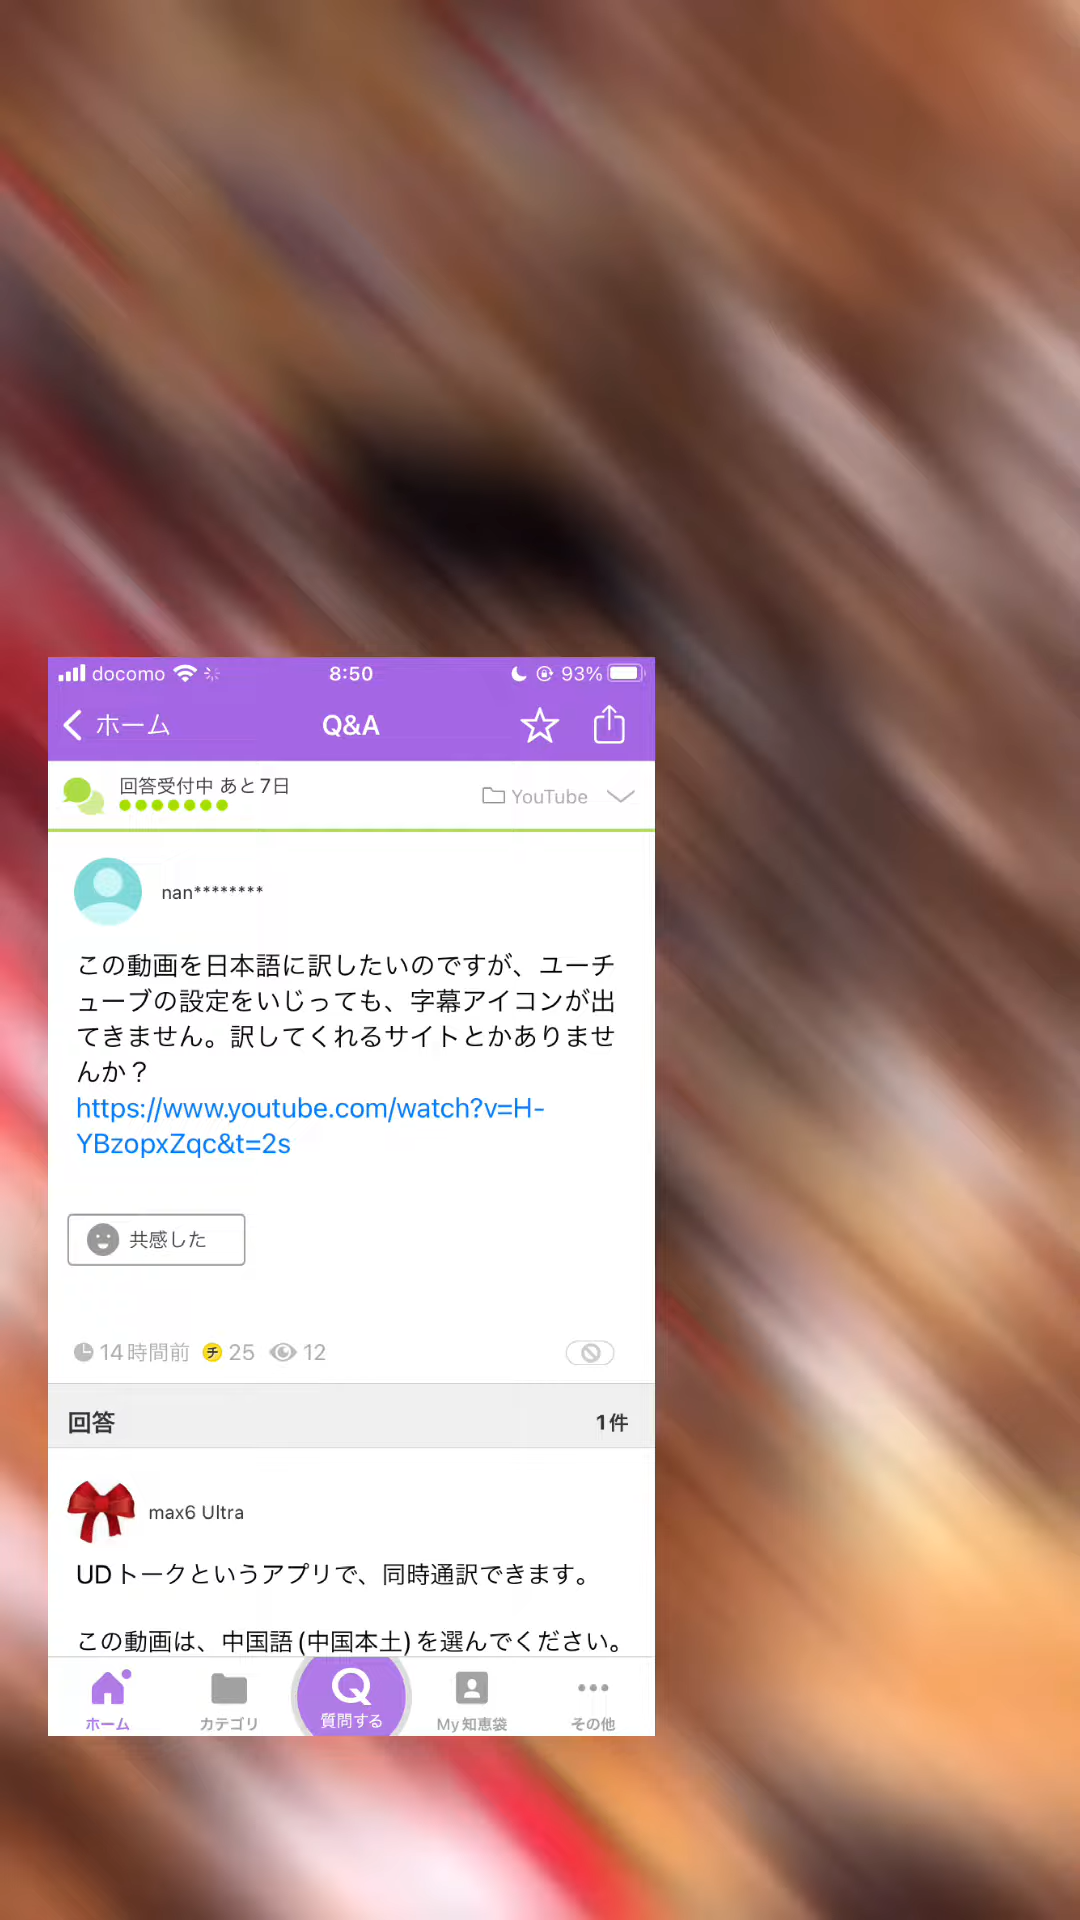 docomo 8:50 93%
ホーム Q&A
回答受付中 あと7日
YouTube
nan********
この動画を日本語に訳したいのですが、ユーチ
ューブの設定をいじっても、字幕アイコンが出
てきません。訳してくれるサイトとかありませ
んか？
https://www.youtube.com/watch?v=H-
YBzopxZqc&t=2s
共感した
14時間前 チ 25 12
回答 1件
max6 Ultra
UDトークというアプリで、同時通訳できます。
この動画は、中国語(中国本土)を選んでください。
ホーム カテゴリ Q 質問する My知恵袋 その他